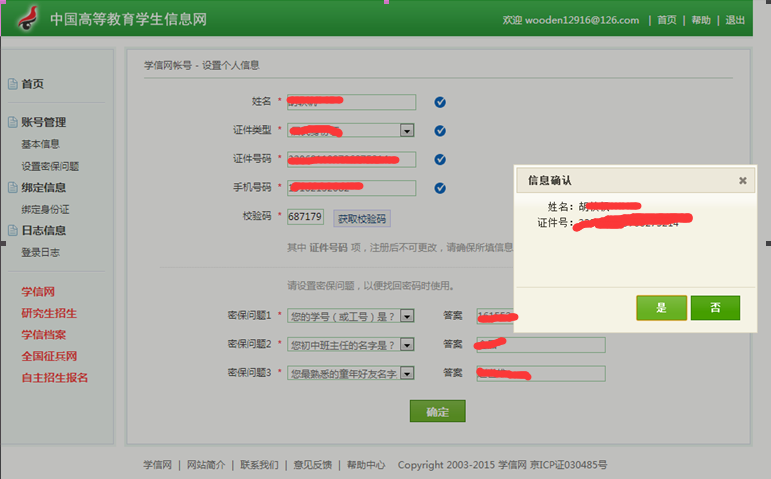 中国高等教育学生信息网
欢迎 wooden12916@126.com | 首页 | 帮助 | 退出
首页
账号管理
基本信息
设置密保问题
绑定信息
绑定身份证
日志信息
登录日志
学信网
研究生招生
学信档案
全国征兵网
自主招生报名
学信网帐号 - 设置个人信息
姓名 *
证件类型 *
证件号码 *
手机号码 *
校验码 * 687179 获取校验码
其中 证件号码 项，注册后不可更改，请确保所填信息
请设置密保问题，以便找回密码时使用。
密保问题1 * 您的学号（或工号）是？ 答案
密保问题2 * 您初中班主任的名字是？ 答案
密保问题3 * 您最熟悉的童年好友名字 答案
确定
信息确认
姓名：胡
证件号：
是 否
学信网 | 网站简介 | 联系我们 | 意见反馈 | 帮助中心 Copyright 2003-2015 学信网 京ICP证030485号